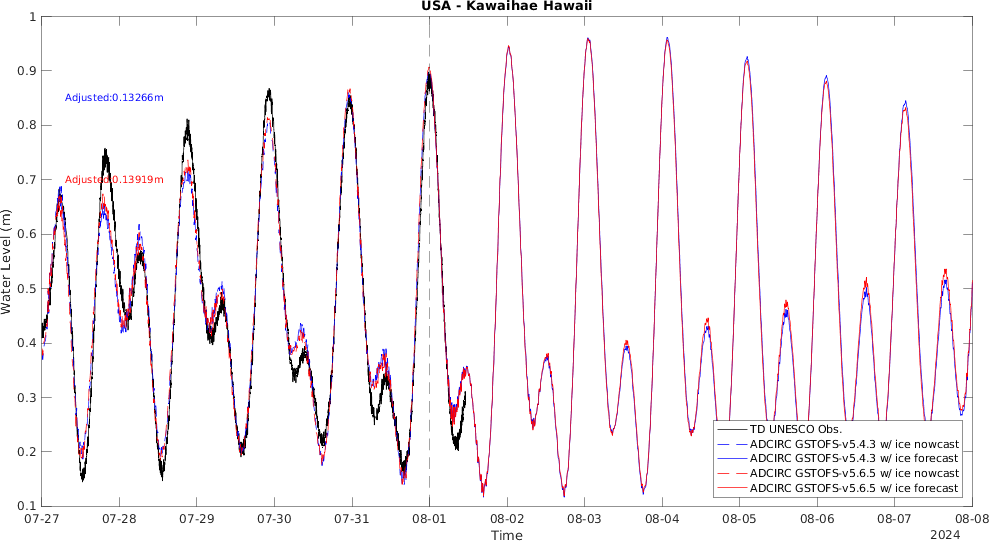 USA - Kawaihae Hawaii
1
0.9
0.8
0.7
0.6
0.5
0.4
0.3
0.2
0.1
Water Level (m)
Adjusted:0.13266m
Adjusted:0.13919m
TD UNESCO Obs.
ADCIRC GSTOFS-v5.4.3 w/ ice nowcast
ADCIRC GSTOFS-v5.4.3 w/ ice forecast
ADCIRC GSTOFS-v5.6.5 w/ ice nowcast
ADCIRC GSTOFS-v5.6.5 w/ ice forecast
07-27 07-28 07-29 07-30 07-31 08-01 08-02 08-03 08-04 08-05 08-06 08-07 08-08
Time
2024